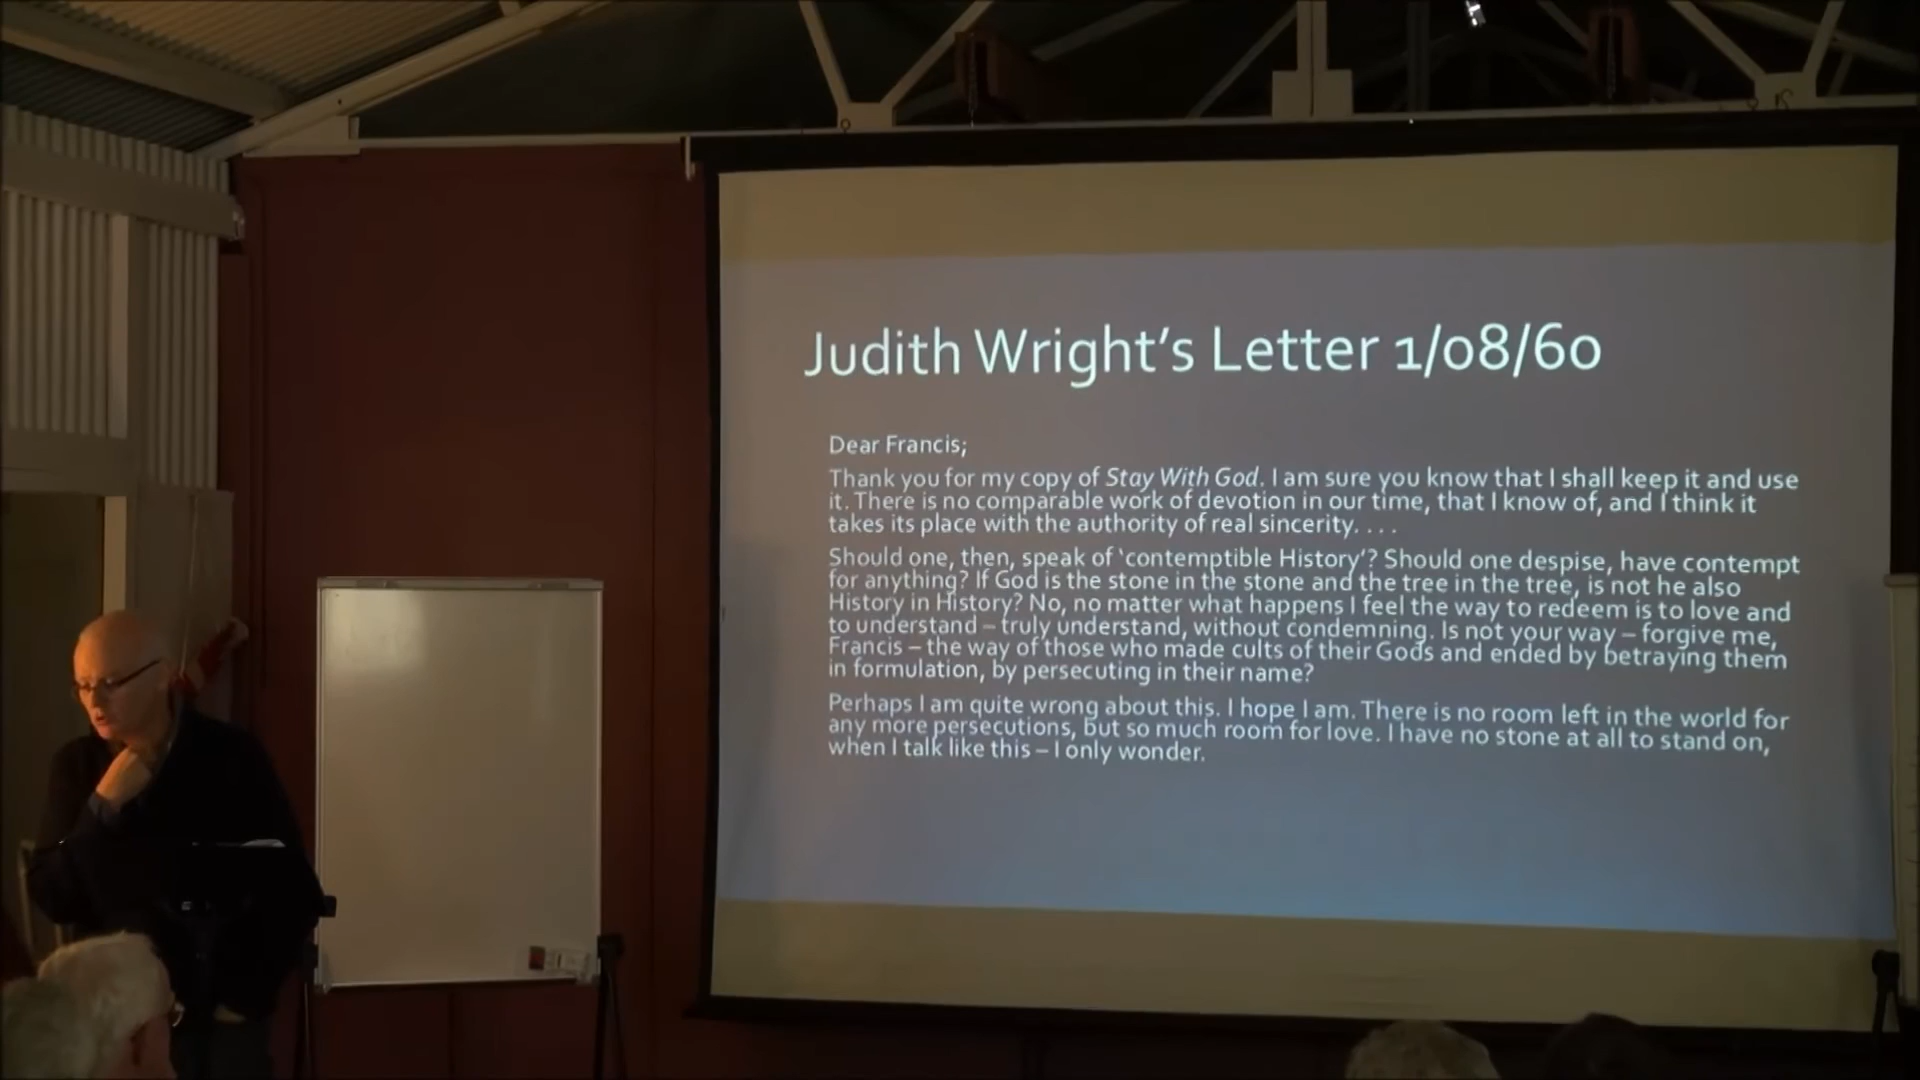 Judith Wright's Letter 1/08/60
Dear Francis;
Thank you for my copy of Stay With God. I am sure you know that I shall keep it and use
it. There is no comparable work of devotion in our time, that I know of, and I think it
takes its place with the authority of real sincerity. . . .
Should one, then, speak of 'contemptible History'? Should one despise, have contempt
for anything? If God is the stone in the stone and the tree in the tree, is not he also
History in History? No, no matter what happens I feel the way to redeem is to love and
to understand – truly understand, without condemning. Is not your way – forgive me,
Francis – the way of those who made cults of their Gods and ended by betraying them
in formulation, by persecuting in their name?
Perhaps I am quite wrong about this. I hope I am. There is no room left in the world for
any more persecutions, but so much room for love. I have no stone at all to stand on,
when I talk like this – I only wonder.